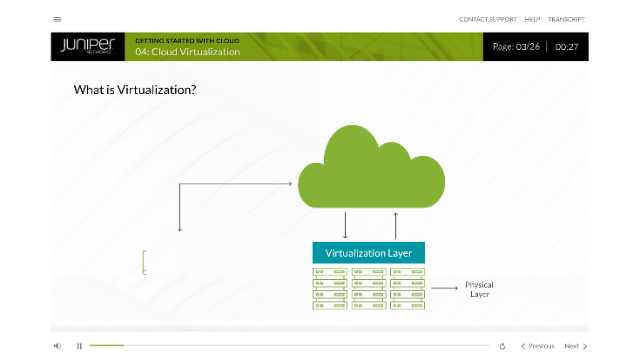 CONTACT SUPPORT HELP TRANSCRIPT
JUNIPER
NETWORKS
GETTING STARTED WITH CLOUD
04: Cloud Virtualization
Page: 03/26 | 00:27
What is Virtualization?
Virtualization Layer
Physical
Layer
Previous Next